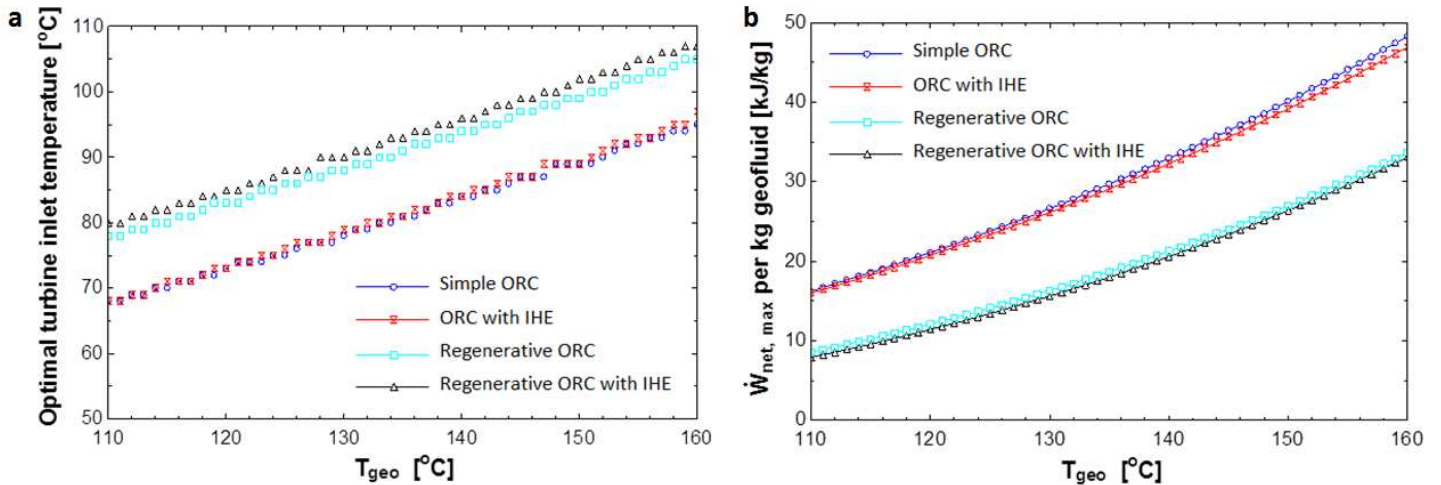 a
Optimal turbine inlet temperature [°C]
110
100
90
80
70
60
50
Simple ORC
ORC with IHE
Regenerative ORC
Regenerative ORC with IHE
110
120
130
140
150
160
T_geo [°C]
b
Ẇ_net, max per kg geofluid [kJ/kg]
50
40
30
20
10
0
Simple ORC
ORC with IHE
Regenerative ORC
Regenerative ORC with IHE
110
120
130
140
150
160
T_geo [°C]